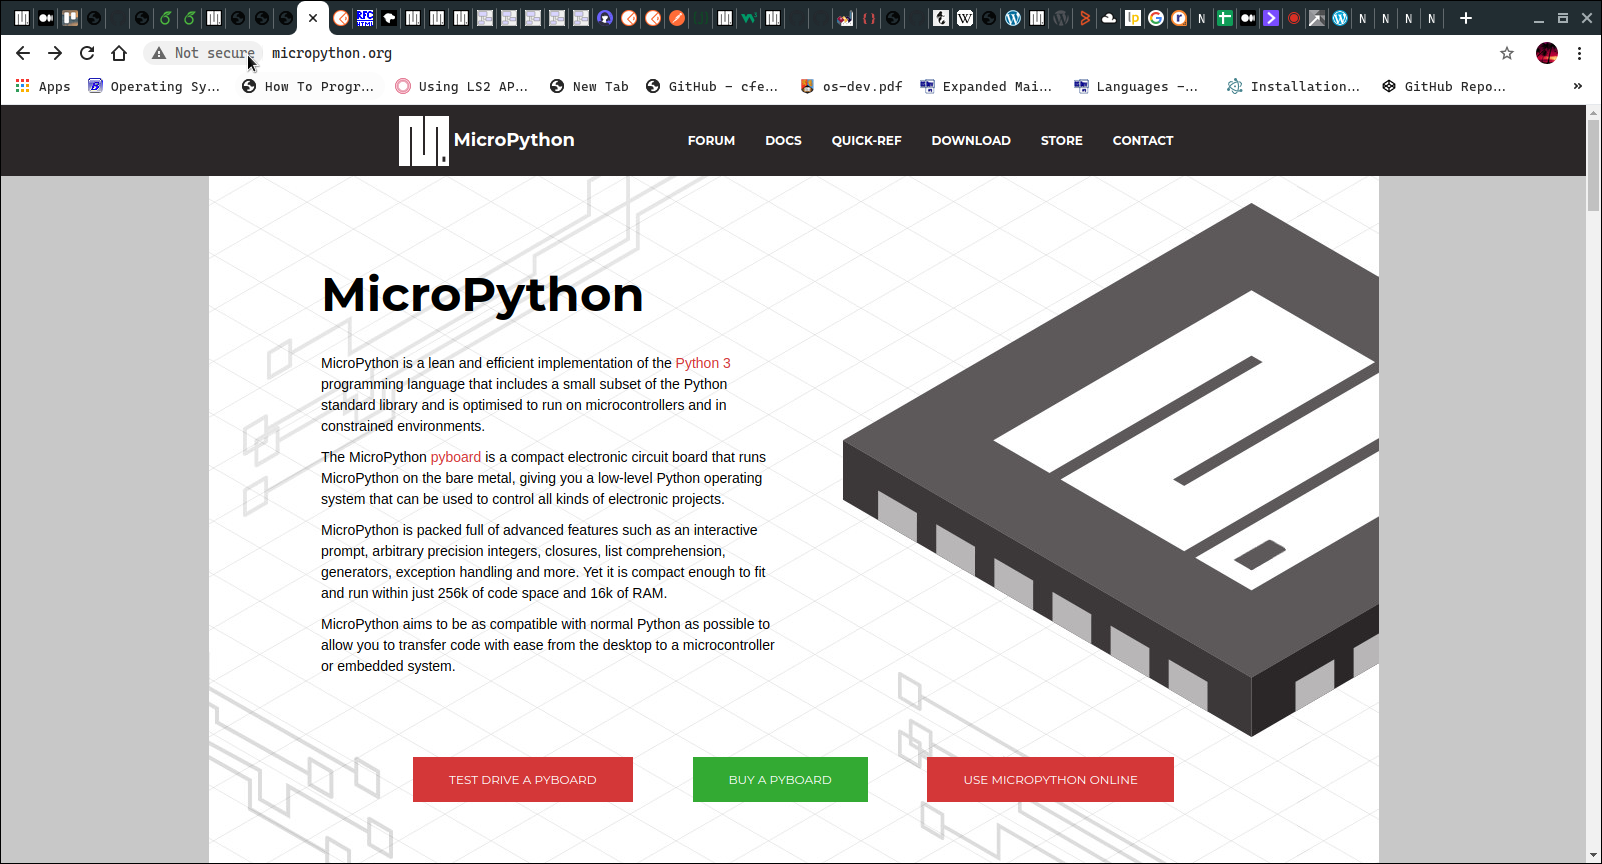 Not secure micropython.org
Apps Operating Sy... How To Progr... Using LS2 AP... New Tab GitHub - cfe... os-dev.pdf Expanded Mai... Languages -... Installation... GitHub Repo... »
MicroPython FORUM DOCS QUICK-REF DOWNLOAD STORE CONTACT
MicroPython
MicroPython is a lean and efficient implementation of the Python 3
programming language that includes a small subset of the Python
standard library and is optimised to run on microcontrollers and in
constrained environments.
The MicroPython pyboard is a compact electronic circuit board that runs
MicroPython on the bare metal, giving you a low-level Python operating
system that can be used to control all kinds of electronic projects.
MicroPython is packed full of advanced features such as an interactive
prompt, arbitrary precision integers, closures, list comprehension,
generators, exception handling and more. Yet it is compact enough to fit
and run within just 256k of code space and 16k of RAM.
MicroPython aims to be as compatible with normal Python as possible to
allow you to transfer code with ease from the desktop to a microcontroller
or embedded system.
TEST DRIVE A PYBOARD BUY A PYBOARD USE MICROPYTHON ONLINE